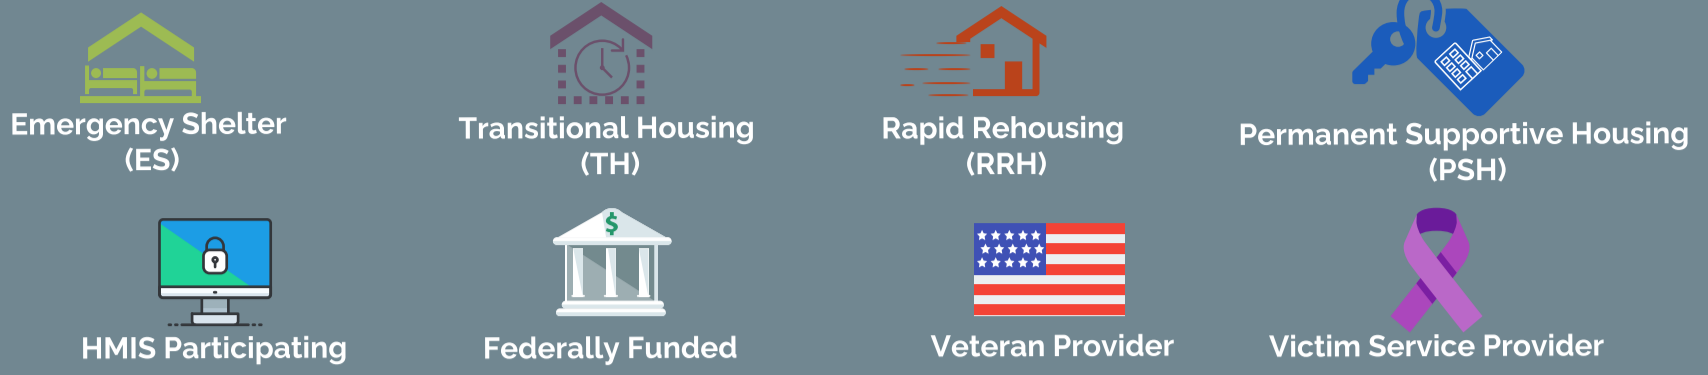 Emergency Shelter
(ES)
Transitional Housing
(TH)
Rapid Rehousing
(RRH)
Permanent Supportive Housing
(PSH)
$
HMIS Participating
Federally Funded
Veteran Provider
Victim Service Provider